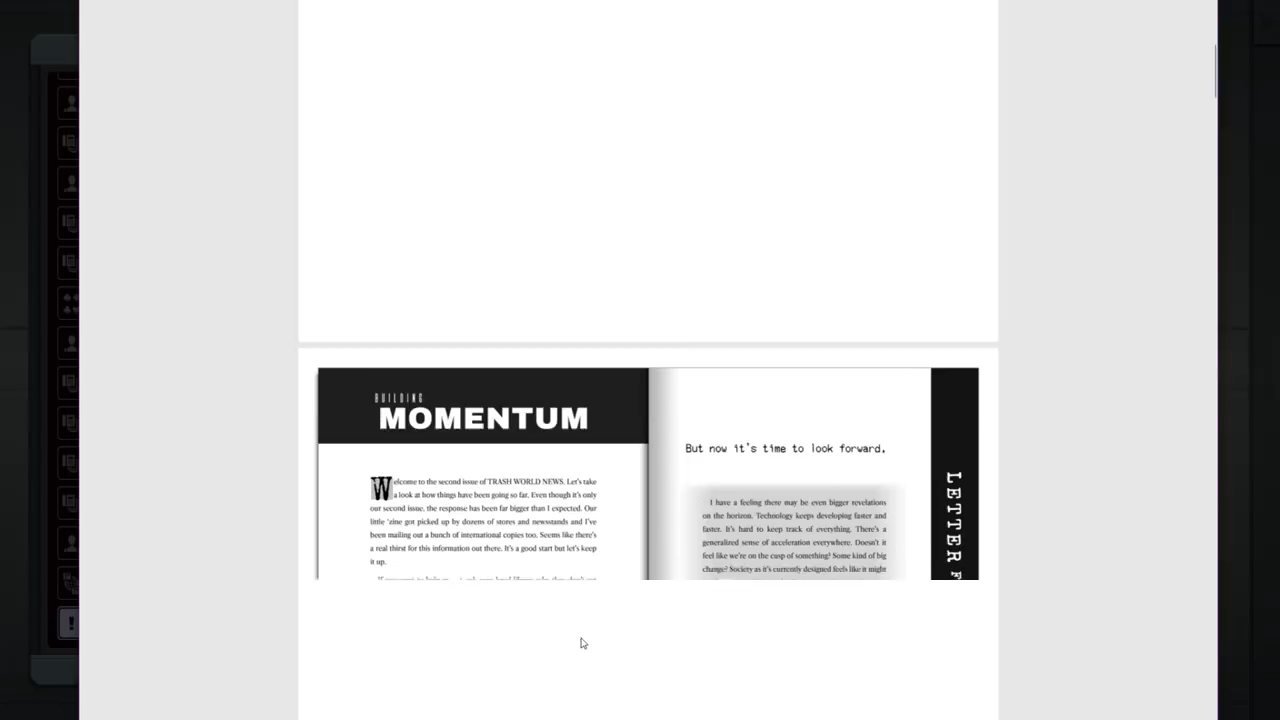 BUILDING
MOMENTUM
Welcome to the second issue of TRASH WORLD NEWS. Let's take
a look at how things have been going so far. Even though it's only
our second issue, the response has been far bigger than I expected. Our
little 'zine got picked up by dozens of stores and newsstands and I've
been mailing out a bunch of international copies too. Seems like there's
a real thirst for this information out there. It's a good start but let's keep
it up.
But now it's time to look forward.
I have a feeling there may be even bigger revelations
on the horizon. Technology keeps developing faster and
faster. It's hard to keep track of everything. There's a
generalized sense of acceleration everywhere. Doesn't it
feel like we're on the cusp of something? Some kind of big
change? Society as it's currently designed feels like it might
LETTER